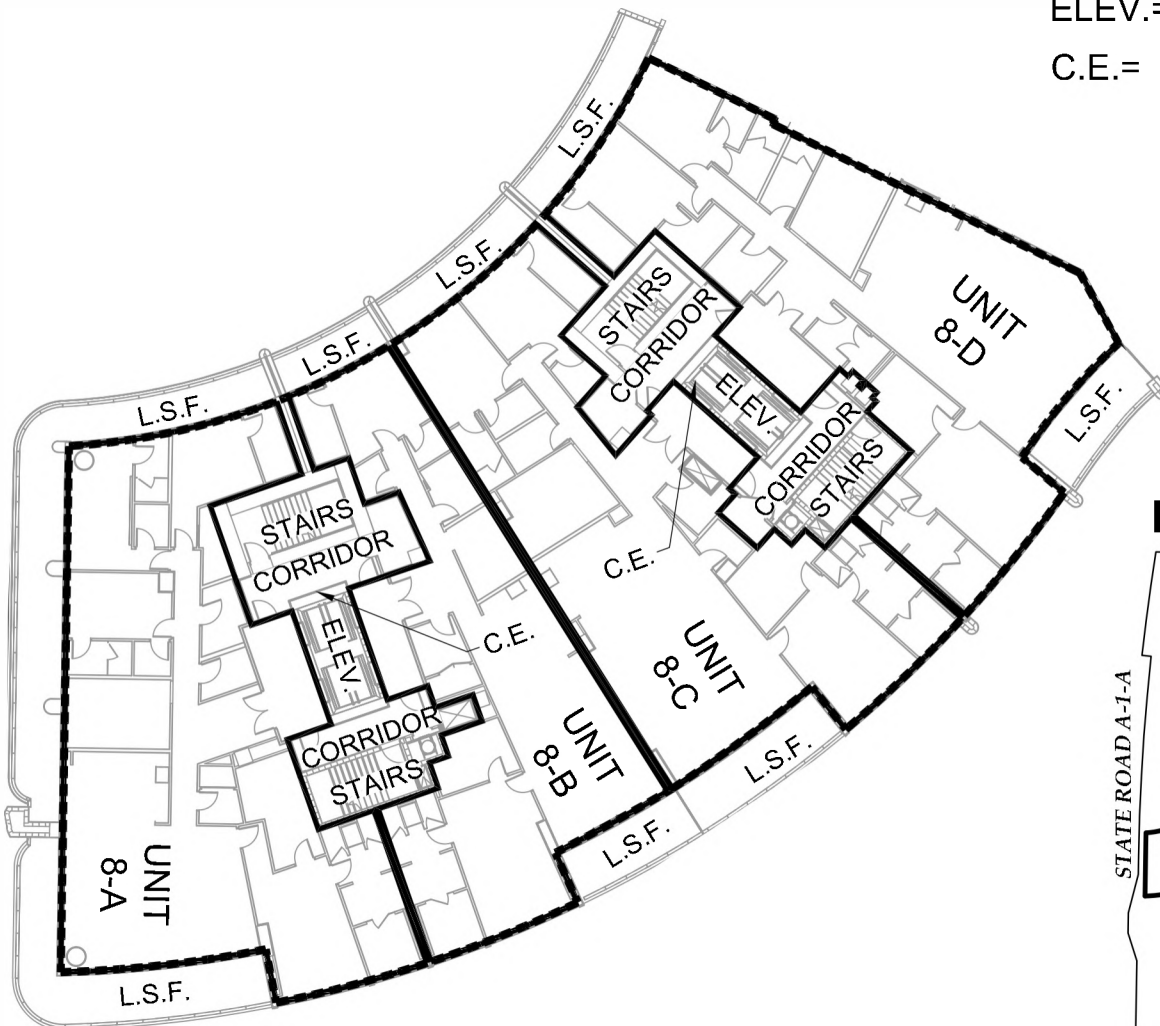 ELEV.=
C.E.=
L.S.F.
L.S.F.
L.S.F.
L.S.F.
STAIRS
CORRIDOR
UNIT
8-D
ELEV.
L.S.F.
CORRIDOR
STAIRS
STAIRS
CORRIDOR
C.E.
C.E.
ELEV.
UNIT
8-C
CORRIDOR
STAIRS
UNIT
8-B
L.S.F.
L.S.F.
UNIT
8-A
L.S.F.
STATE ROAD A-1-A